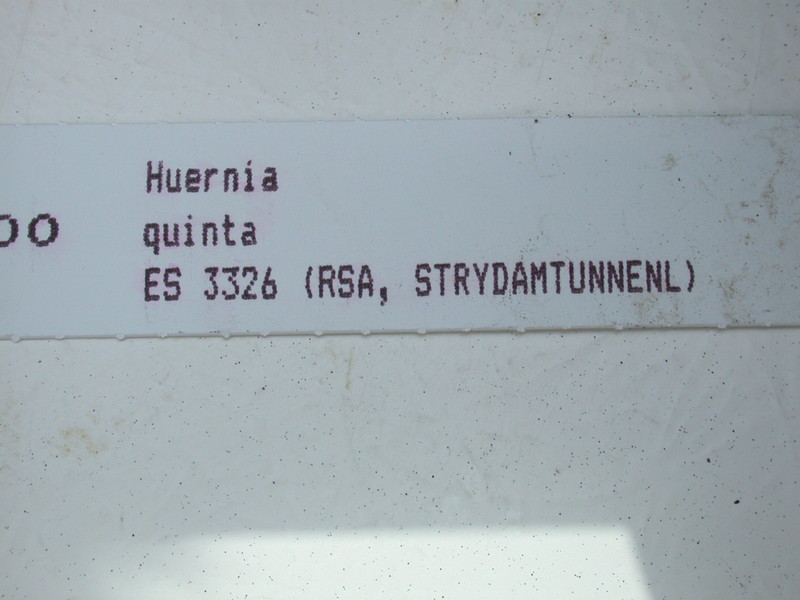 Huernia
quinta
ES 3326 (RSA, STRYDAMTUNNENL)